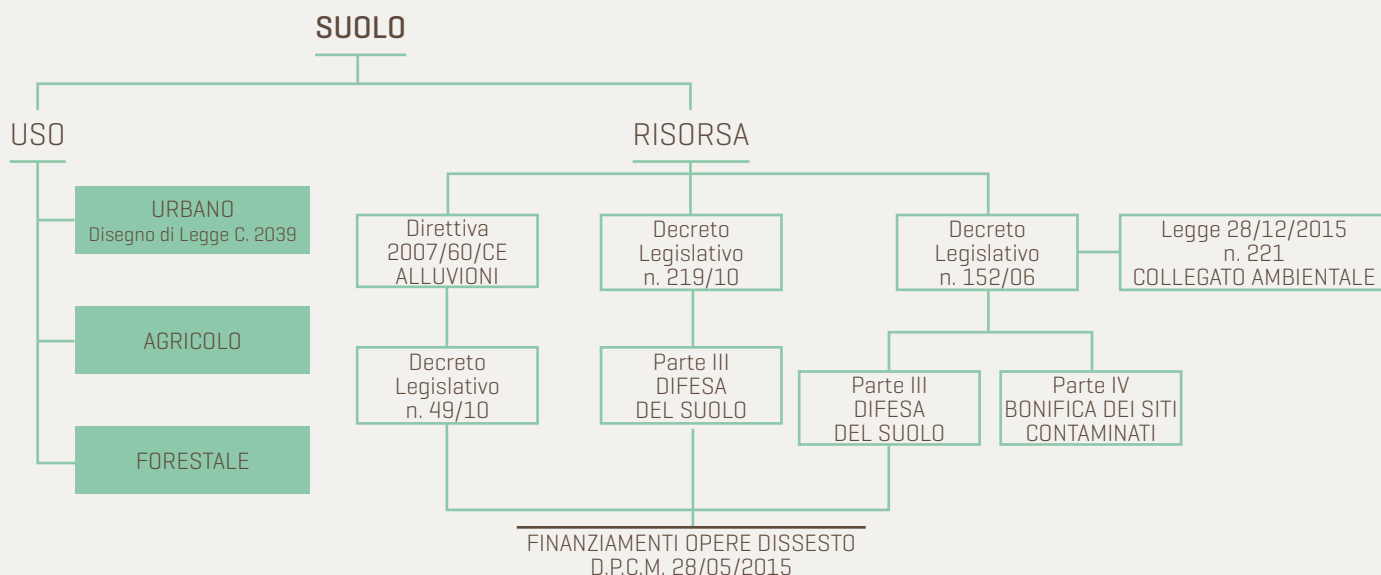 SUOLO
USO
RISORSA
URBANO
Disegno di Legge C. 2039
AGRICOLO
FORESTALE
Direttiva
2007/60/CE
ALLUVIONI
Decreto
Legislativo
n. 49/10
Decreto
Legislativo
n. 219/10
Parte III
DIFESA
DEL SUOLO
Decreto
Legislativo
n. 152/06
Legge 28/12/2015
n. 221
COLLEGATO AMBIENTALE
Parte III
DIFESA
DEL SUOLO
Parte IV
BONIFICA DEI SITI
CONTAMINATI
FINANZIAMENTI OPERE DISSESTO
D.P.C.M. 28/05/2015